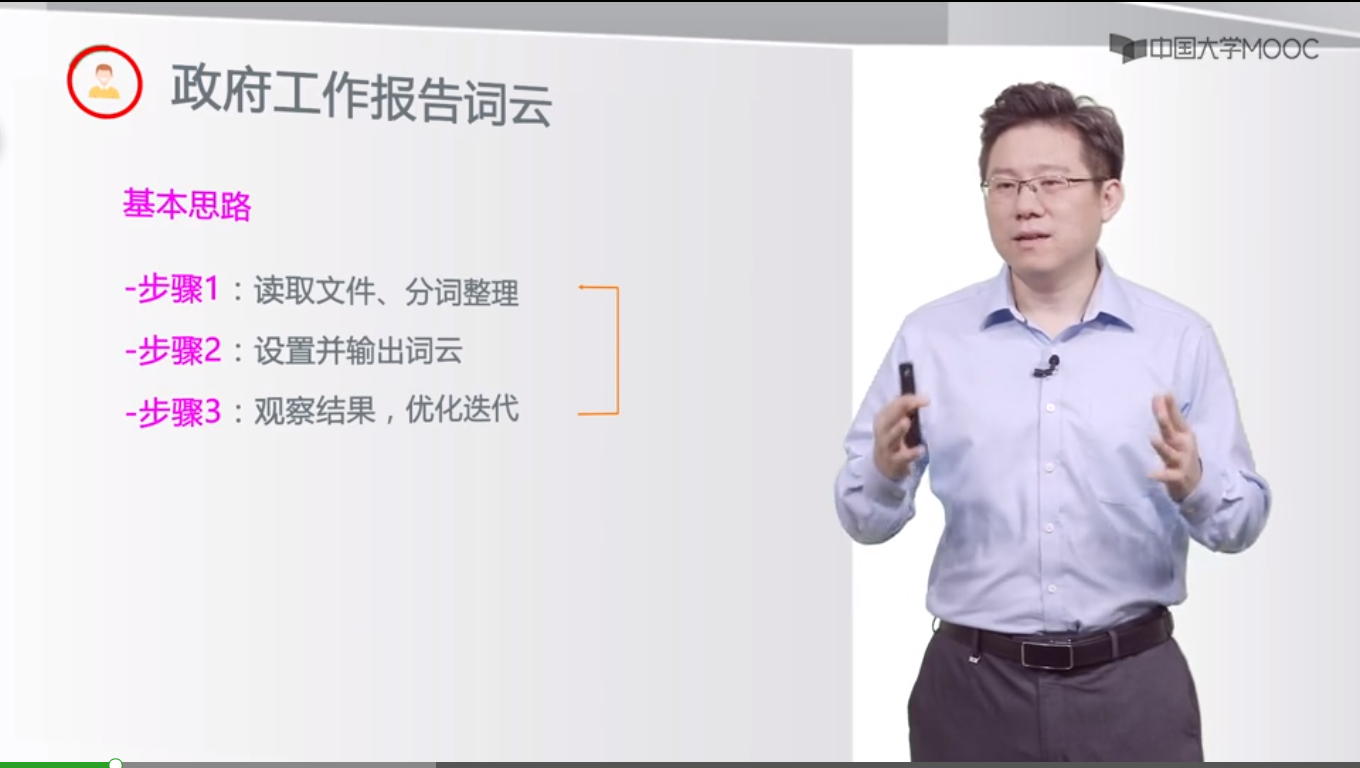 中国大学MOOC
政府工作报告词云
基本思路
-步骤1：读取文件、分词整理
-步骤2：设置并输出词云
-步骤3：观察结果，优化迭代